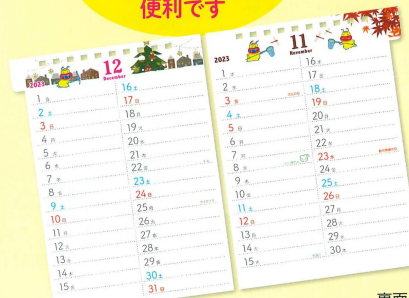 便利です
2023 12
December
1 金
2 土
3 日
4 月
5 火
6 水
7 木
8 金
9 土
10 日
11 月
12 火
13 水
14 木
15 金
16 土
17 日
18 月
19 火
20 水
21 木
22 金
23 土
24 日
25 月
26 火
27 水
28 木
29 金
30 土
31 日
2023 11
November
1 水
2 木
3 金
4 土
5 日
6 月
7 火
8 水
9 木
10 金
11 土
12 日
13 月
14 火
15 水
16 木
17 金
18 土
19 日
20 月
21 火
22 水
23 木
24 金
25 土
26 日
27 月
28 火
29 水
30 木
裏面